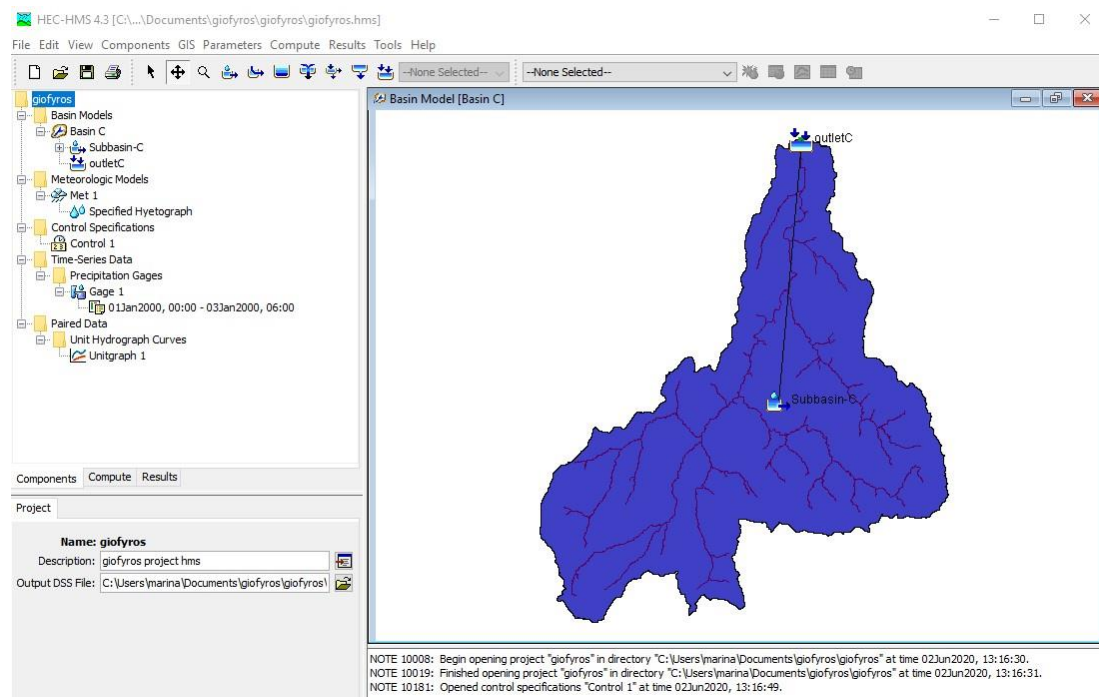 HEC-HMS 4.3 [C:\...\Documents\giofyros\giofyros\giofyros.hms]
File Edit View Components GIS Parameters Compute Results Tools Help
--None Selected-- --None Selected--
giofyros
Basin Models
Basin C
Subbasin-C
outletC
Meteorologic Models
Met 1
Specified Hyetograph
Control Specifications
Control 1
Time-Series Data
Precipitation Gages
Gage 1
01Jan2000, 00:00 - 03Jan2000, 06:00
Paired Data
Unit Hydrograph Curves
Unitgraph 1
Components Compute Results
Project
Name: giofyros
Description: giofyros project hms
Output DSS File: C:\Users\marina\Documents\giofyros\giofyros\
Basin Model [Basin C]
outletC
Subbasin-C
NOTE 10008: Begin opening project "giofyros" in directory "C:\Users\marina\Documents\giofyros\giofyros" at time 02Jun2020, 13:16:30.
NOTE 10019: Finished opening project "giofyros" in directory "C:\Users\marina\Documents\giofyros\giofyros" at time 02Jun2020, 13:16:31.
NOTE 10181: Opened control specifications "Control 1" at time 02Jun2020, 13:16:49.